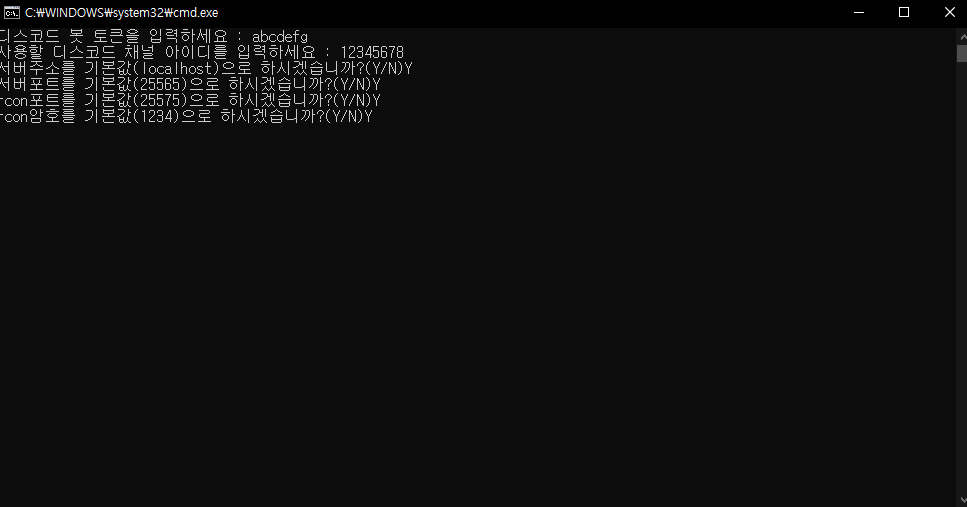 C:₩WINDOWS₩system32₩cmd.exe
디스코드 봇 토큰을 입력하세요 : abcdefg
사용할 디스코드 채널 아이디를 입력하세요 : 12345678
서버주소를 기본값(localhost)으로 하시겠습니까?(Y/N)Y
서버포트를 기본값(25565)으로 하시겠습니까?(Y/N)Y
rcon포트를 기본값(25575)으로 하시겠습니까?(Y/N)Y
rcon암호를 기본값(1234)으로 하시겠습니까?(Y/N)Y